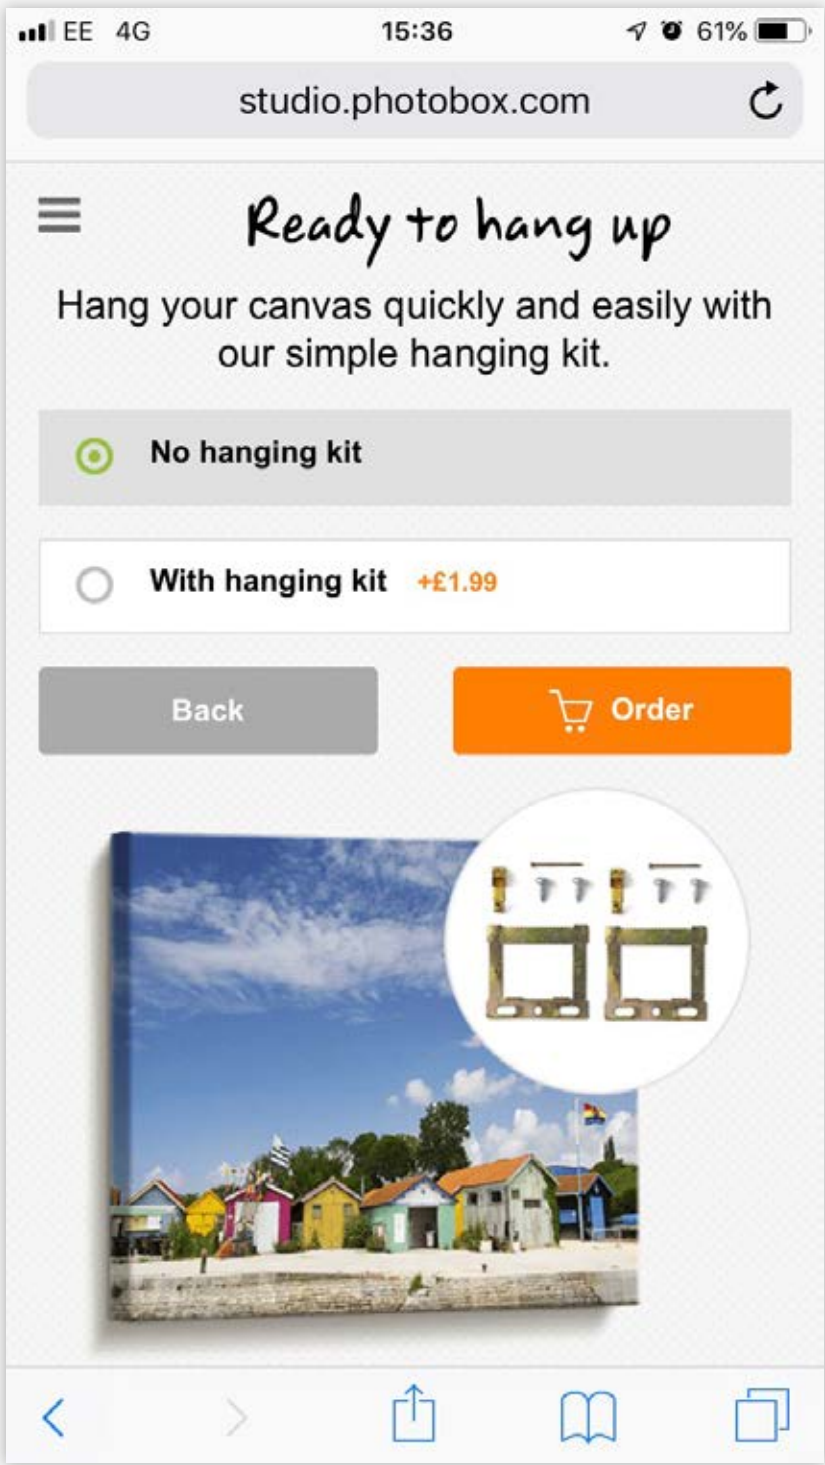 EE 4G 15:36 61%
studio.photobox.com
Ready to hang up
Hang your canvas quickly and easily with
our simple hanging kit.
No hanging kit
With hanging kit +£1.99
Back Order